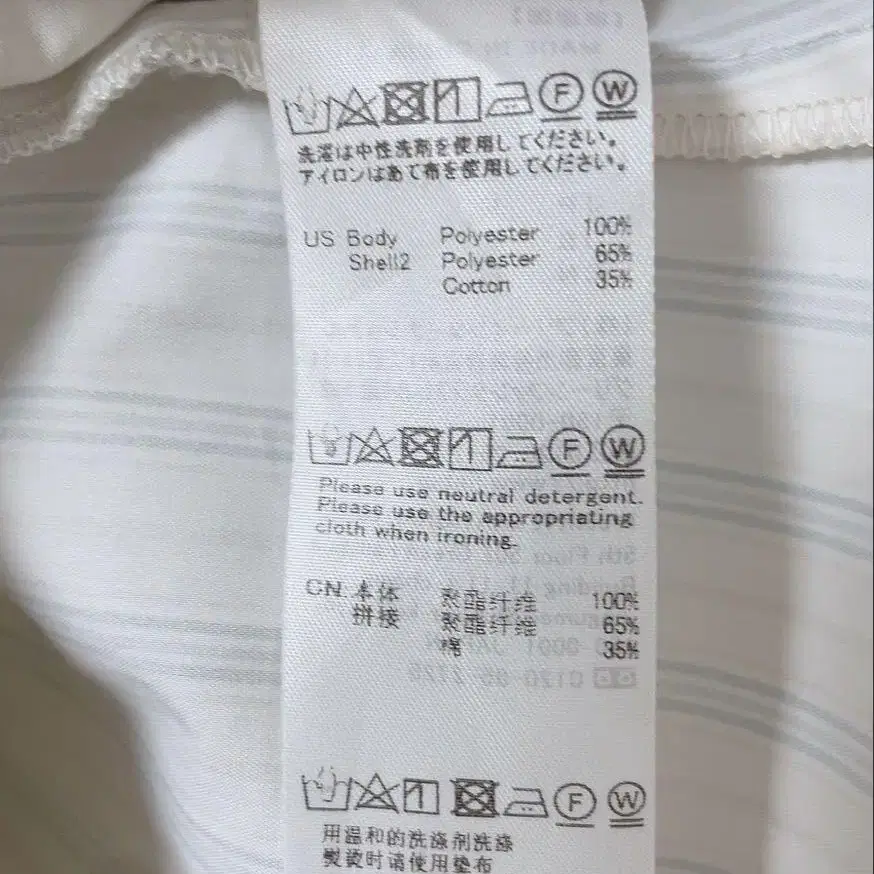 F W
洗濯は中性洗剤を使用してください。
アイロンはあて布を使用してください。
US Body Polyester 100%
Shell2 Polyester 65%
Cotton 35%
F W
Please use neutral detergent.
Please use the appropriating
cloth when ironing.
CN 本体 聚酯纤维 100%
拼接 聚酯纤维 65%
棉 35%
F W
用温和的洗涤剂洗涤
熨烫时请使用垫布